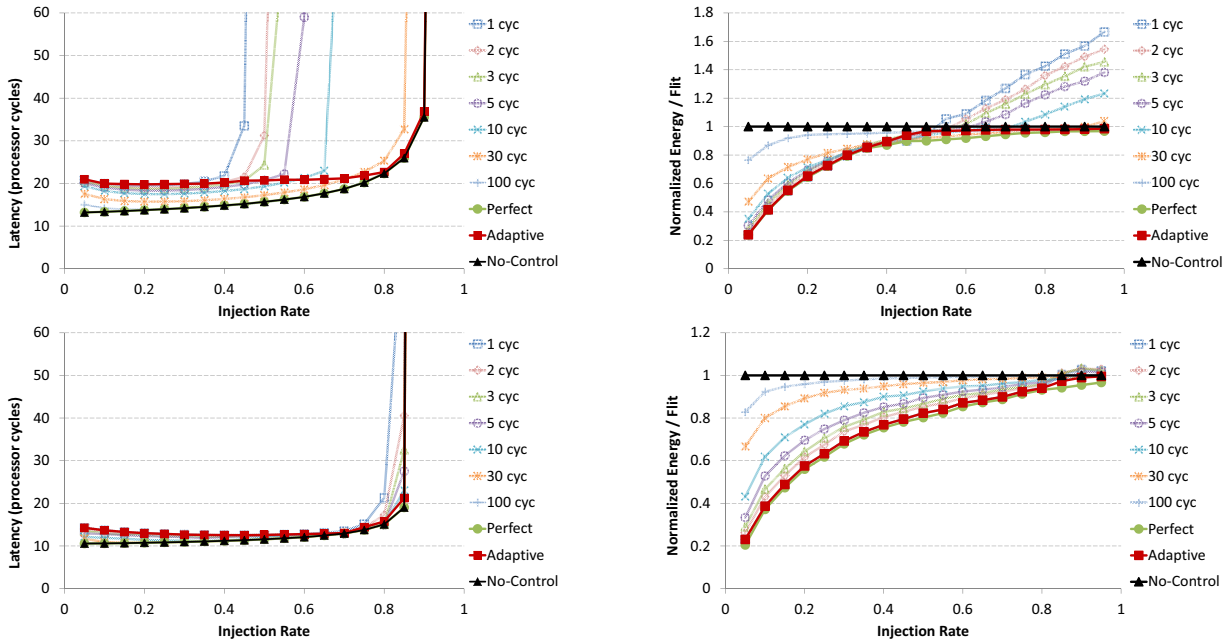 Latency (processor cycles)
60
50
40
30
20
10
0
0
0.2
0.4
0.6
0.8
1
Injection Rate
1 cyc
2 cyc
3 cyc
5 cyc
10 cyc
30 cyc
100 cyc
Perfect
Adaptive
No-Control
Normalized Energy / Flit
1.8
1.6
1.4
1.2
1
0.8
0.6
0.4
0.2
0
0
0.2
0.4
0.6
0.8
1
Injection Rate
1 cyc
2 cyc
3 cyc
5 cyc
10 cyc
30 cyc
100 cyc
Perfect
Adaptive
No-Control
Latency (processor cycles)
60
50
40
30
20
10
0
0
0.2
0.4
0.6
0.8
1
Injection Rate
1 cyc
2 cyc
3 cyc
5 cyc
10 cyc
30 cyc
100 cyc
Perfect
Adaptive
No-Control
Normalized Energy / Flit
1.2
1
0.8
0.6
0.4
0.2
0
0
0.2
0.4
0.6
0.8
1
Injection Rate
1 cyc
2 cyc
3 cyc
5 cyc
10 cyc
30 cyc
100 cyc
Perfect
Adaptive
No-Control